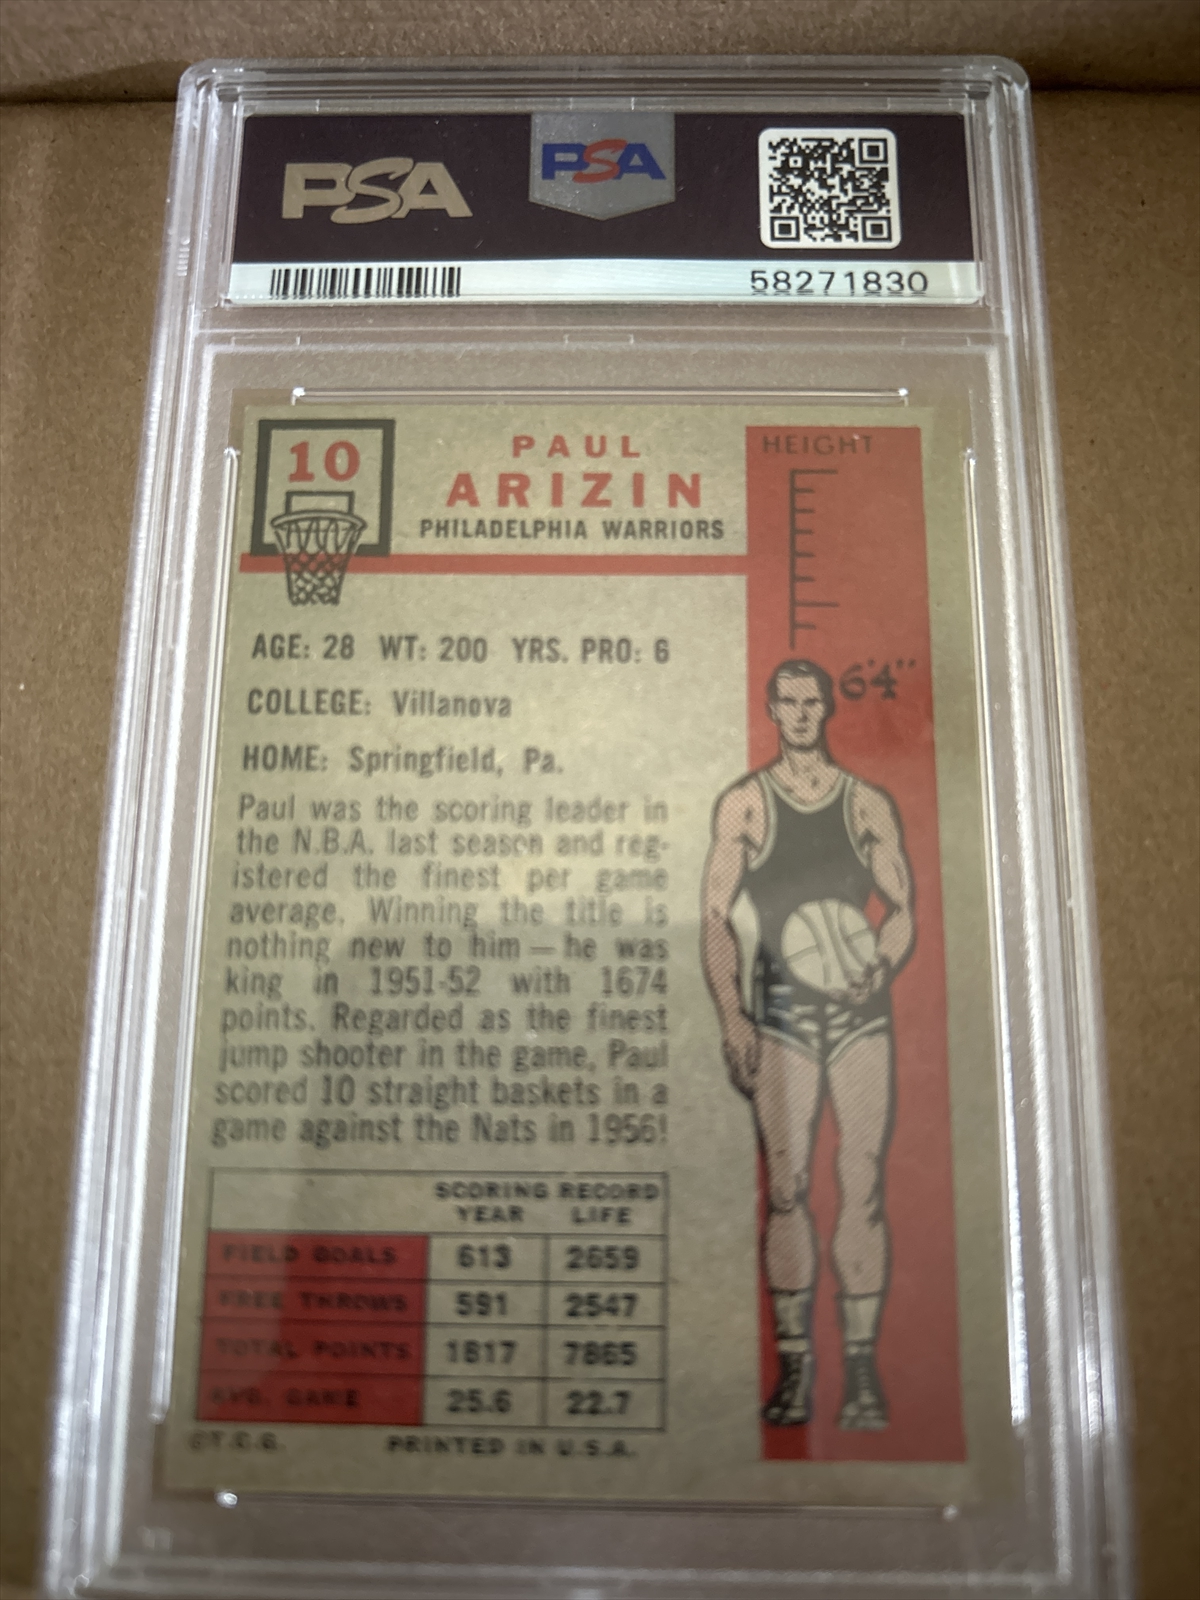 PSA
PSA
58271830
10
PAUL
ARIZIN
PHILADELPHIA WARRIORS
HEIGHT
6'4"
AGE: 28 WT: 200 YRS. PRO: 6
COLLEGE: Villanova
HOME: Springfield, Pa.
Paul was the scoring leader in
the N.B.A. last season and reg-
istered the finest per game
average. Winning the title is
nothing new to him — he was
king in 1951-52 with 1674
points. Regarded as the finest
jump shooter in the game, Paul
scored 10 straight baskets in a
game against the Nats in 1956!
SCORING RECORD
YEAR LIFE
FIELD GOALS 613 2659
FREE THROWS 591 2547
TOTAL POINTS 1817 7865
AVG. GAME 25.6 22.7
©T.C.G. PRINTED IN U.S.A.